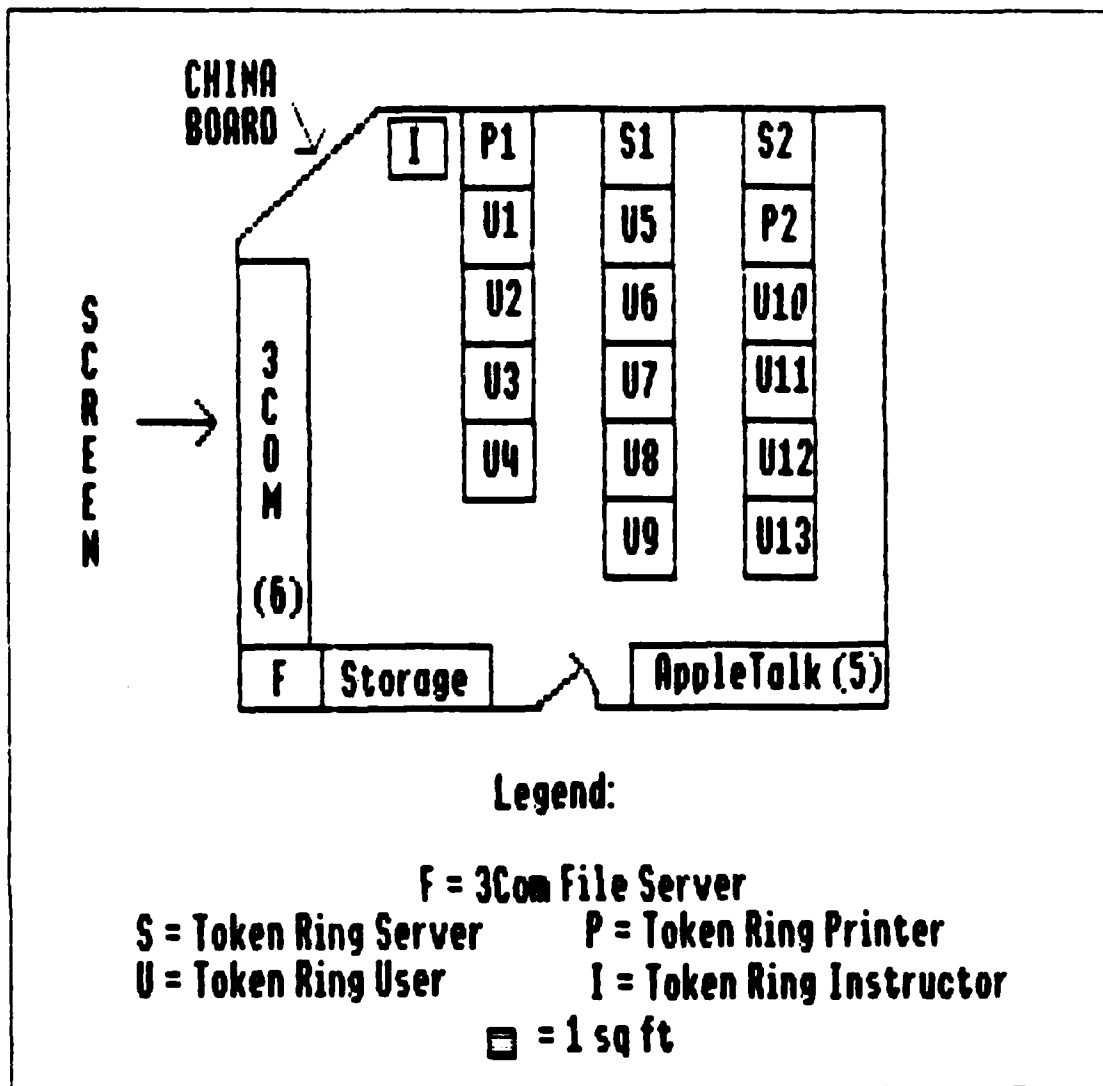 CHINA
BOARD
I
P1
S1
S2
U1
U5
P2
U2
U6
U10
U3
U7
U11
U4
U8
U12
U9
U13
SCREEN
3COM
(6)
F
Storage
AppleTalk (5)
Legend:
F = 3Com File Server
S = Token Ring Server
P = Token Ring Printer
U = Token Ring User
I = Token Ring Instructor
= 1 sq ft